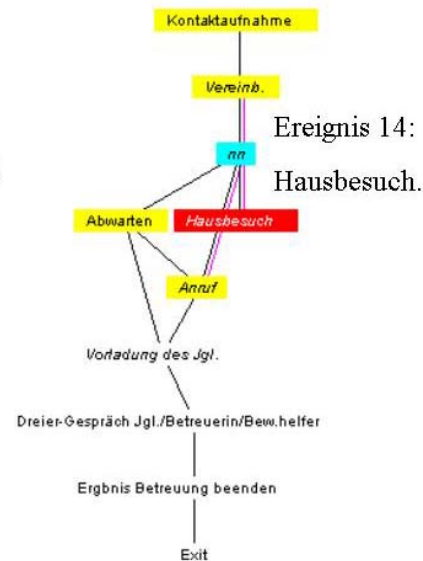 Kontaktaufnahme
Vereinb.
Ereignis 14:
nn
Hausbesuch.
Abwarten
Hausbesuch
Anruf
Vorladung des Jgl.
Dreier-Gespräch Jgl./Betreuerin/Bew.helfer
Ergbnis Betreuung beenden
Exit